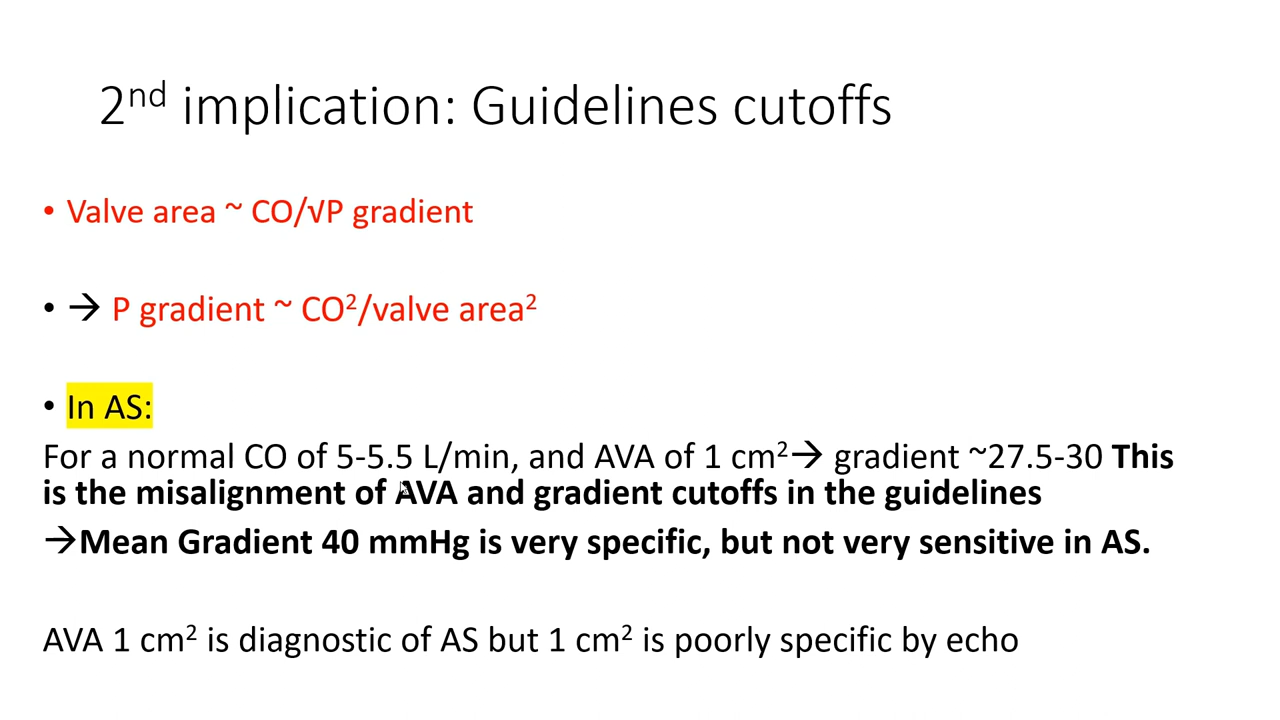 2nd implication: Guidelines cutoffs
• Valve area ~ CO/√P gradient
• → P gradient ~ CO²/valve area²
• In AS:
For a normal CO of 5-5.5 L/min, and AVA of 1 cm²→ gradient ~27.5-30 This
is the misalignment of AVA and gradient cutoffs in the guidelines
→Mean Gradient 40 mmHg is very specific, but not very sensitive in AS.
AVA 1 cm² is diagnostic of AS but 1 cm² is poorly specific by echo